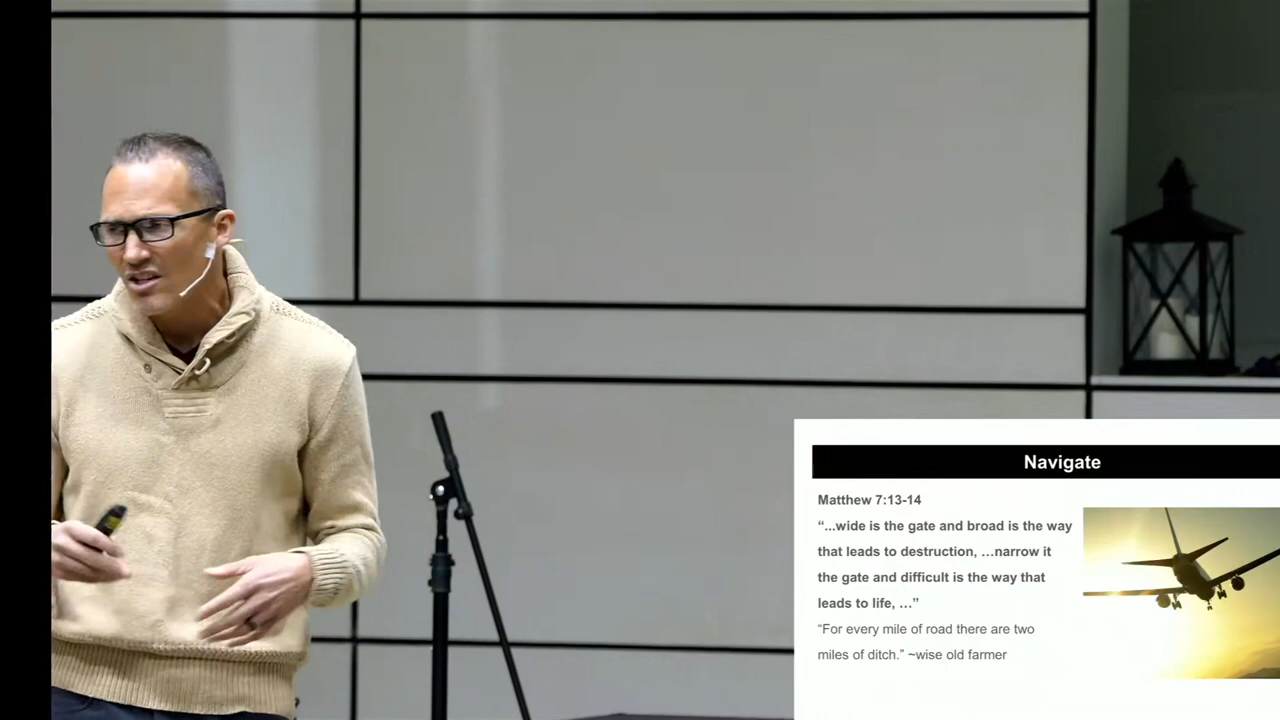 Navigate
Matthew 7:13-14
“...wide is the gate and broad is the way
that leads to destruction, …narrow it
the gate and difficult is the way that
leads to life, …”
“For every mile of road there are two
miles of ditch.” ~wise old farmer